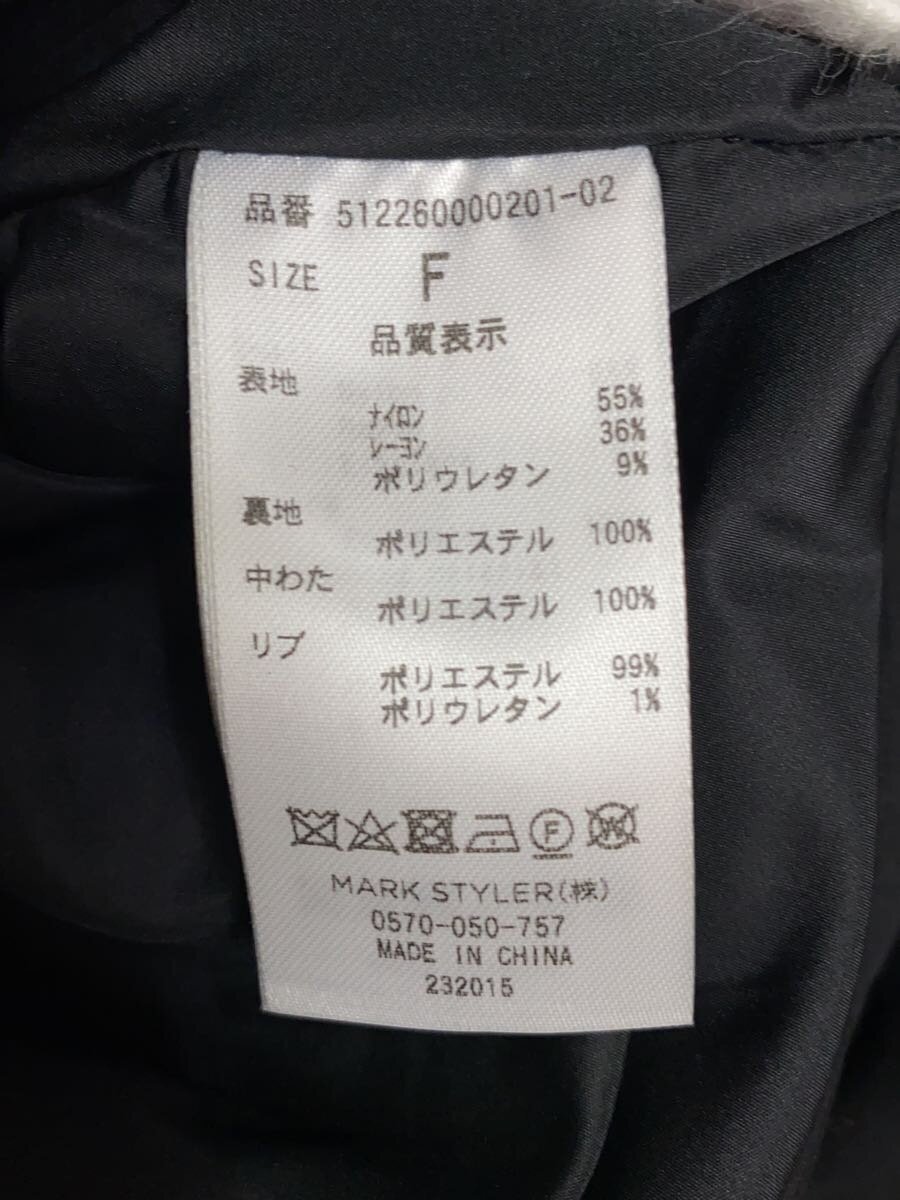 品番 512260000201-02
SIZE F
品質表示
表地
ナイロン 55%
レーヨン 36%
ポリウレタン 9%
裏地
ポリエステル 100%
中わた
ポリエステル 100%
リブ
ポリエステル 99%
ポリウレタン 1%
F W
MARK STYLER(株)
0570-050-757
MADE IN CHINA
232015